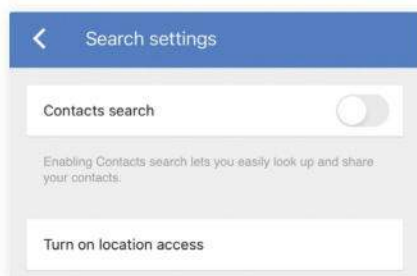 Search settings
Contacts search
Enabling Contacts search lets you easily look up and share
your contacts.
Turn on location access